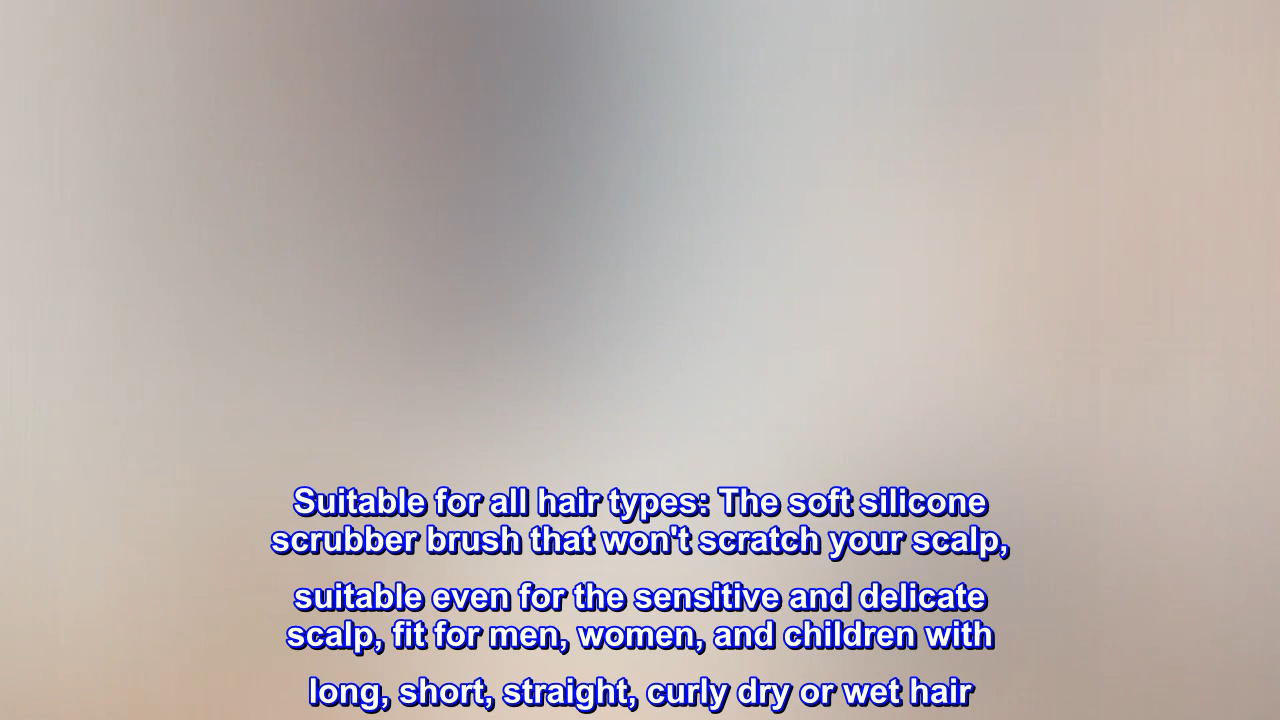 Suitable for all hair types: The soft silicone
scrubber brush that won't scratch your scalp,
suitable even for the sensitive and delicate
scalp, fit for men, women, and children with
long, short, straight, curly dry or wet hair